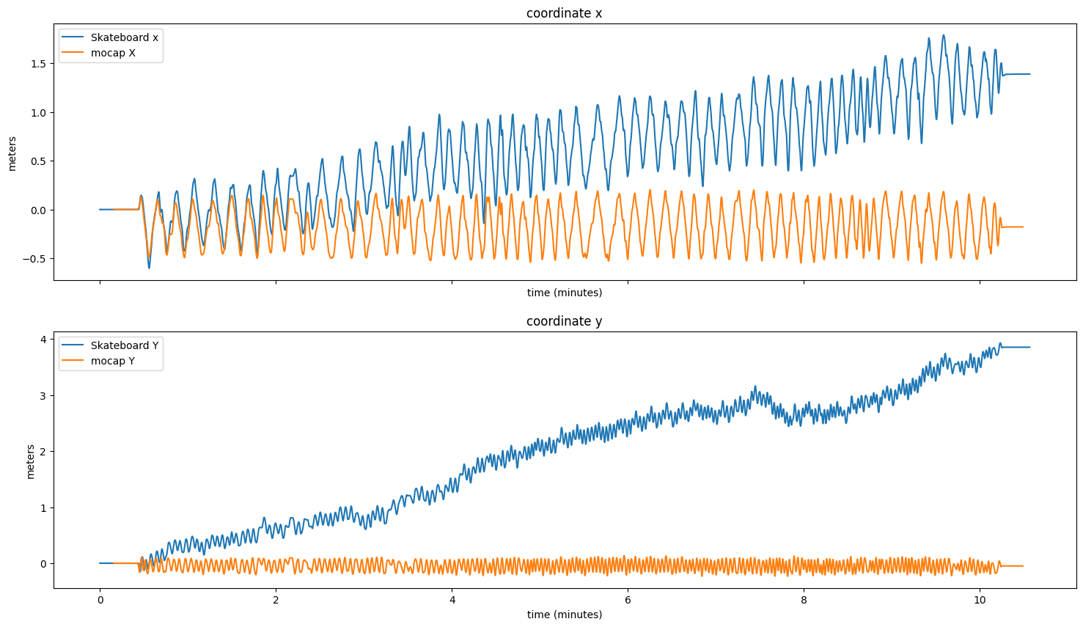 coordinate x
Skateboard x
mocap X
1.5
1.0
0.5
0.0
−0.5
meters
time (minutes)
coordinate y
Skateboard Y
mocap Y
4
3
2
1
0
meters
0 2 4 6 8 10
time (minutes)